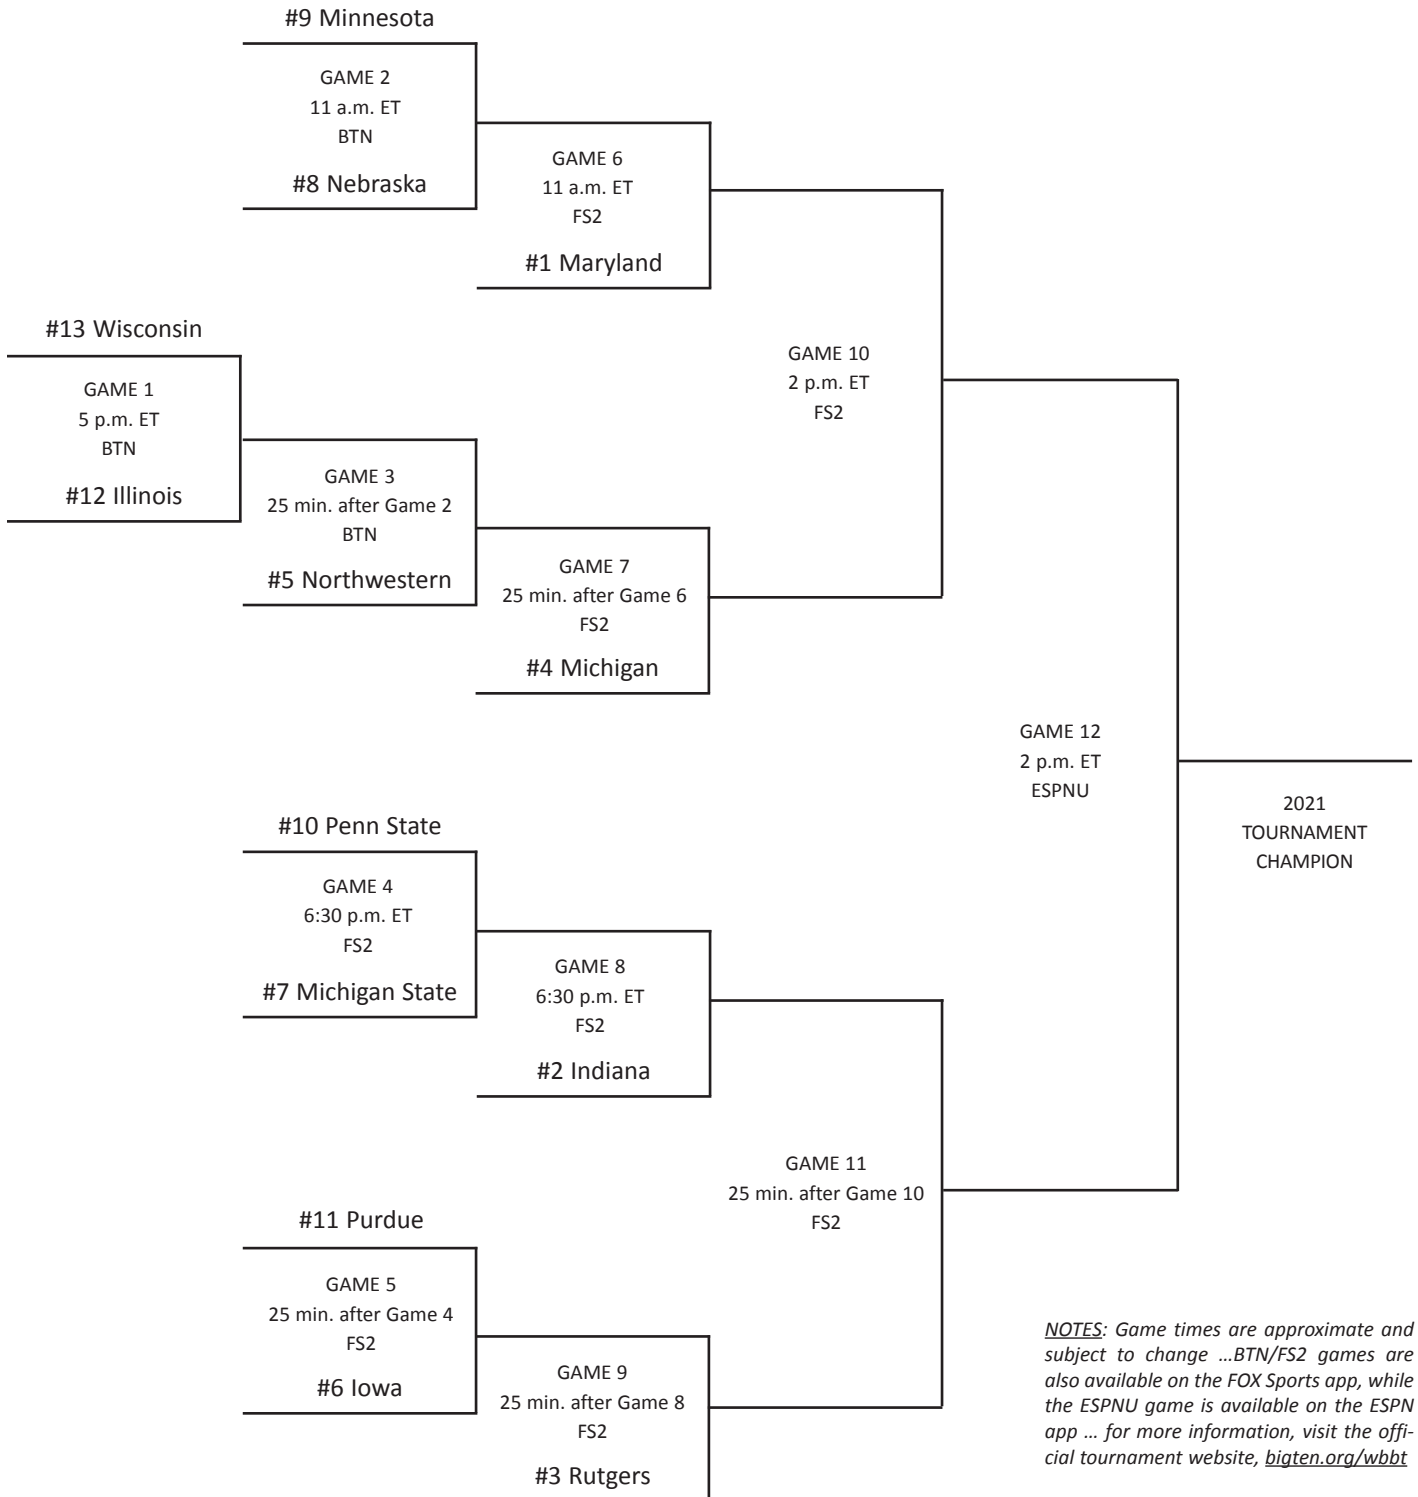 #9 Minnesota
GAME 2
11 a.m. ET
BTN
#8 Nebraska
GAME 6
11 a.m. ET
FS2
#1 Maryland
#13 Wisconsin
GAME 1
5 p.m. ET
BTN
#12 Illinois
GAME 3
25 min. after Game 2
BTN
#5 Northwestern
GAME 7
25 min. after Game 6
FS2
#4 Michigan
GAME 10
2 p.m. ET
FS2
GAME 12
2 p.m. ET
ESPNU
2021
TOURNAMENT
CHAMPION
#10 Penn State
GAME 4
6:30 p.m. ET
FS2
#7 Michigan State
GAME 8
6:30 p.m. ET
FS2
#2 Indiana
GAME 11
25 min. after Game 10
FS2
#11 Purdue
GAME 5
25 min. after Game 4
FS2
#6 Iowa
GAME 9
25 min. after Game 8
FS2
#3 Rutgers
NOTES: Game times are approximate and
subject to change ...BTN/FS2 games are
also available on the FOX Sports app, while
the ESPNU game is available on the ESPN
app ... for more information, visit the offi-
cial tournament website, bigten.org/wbbt